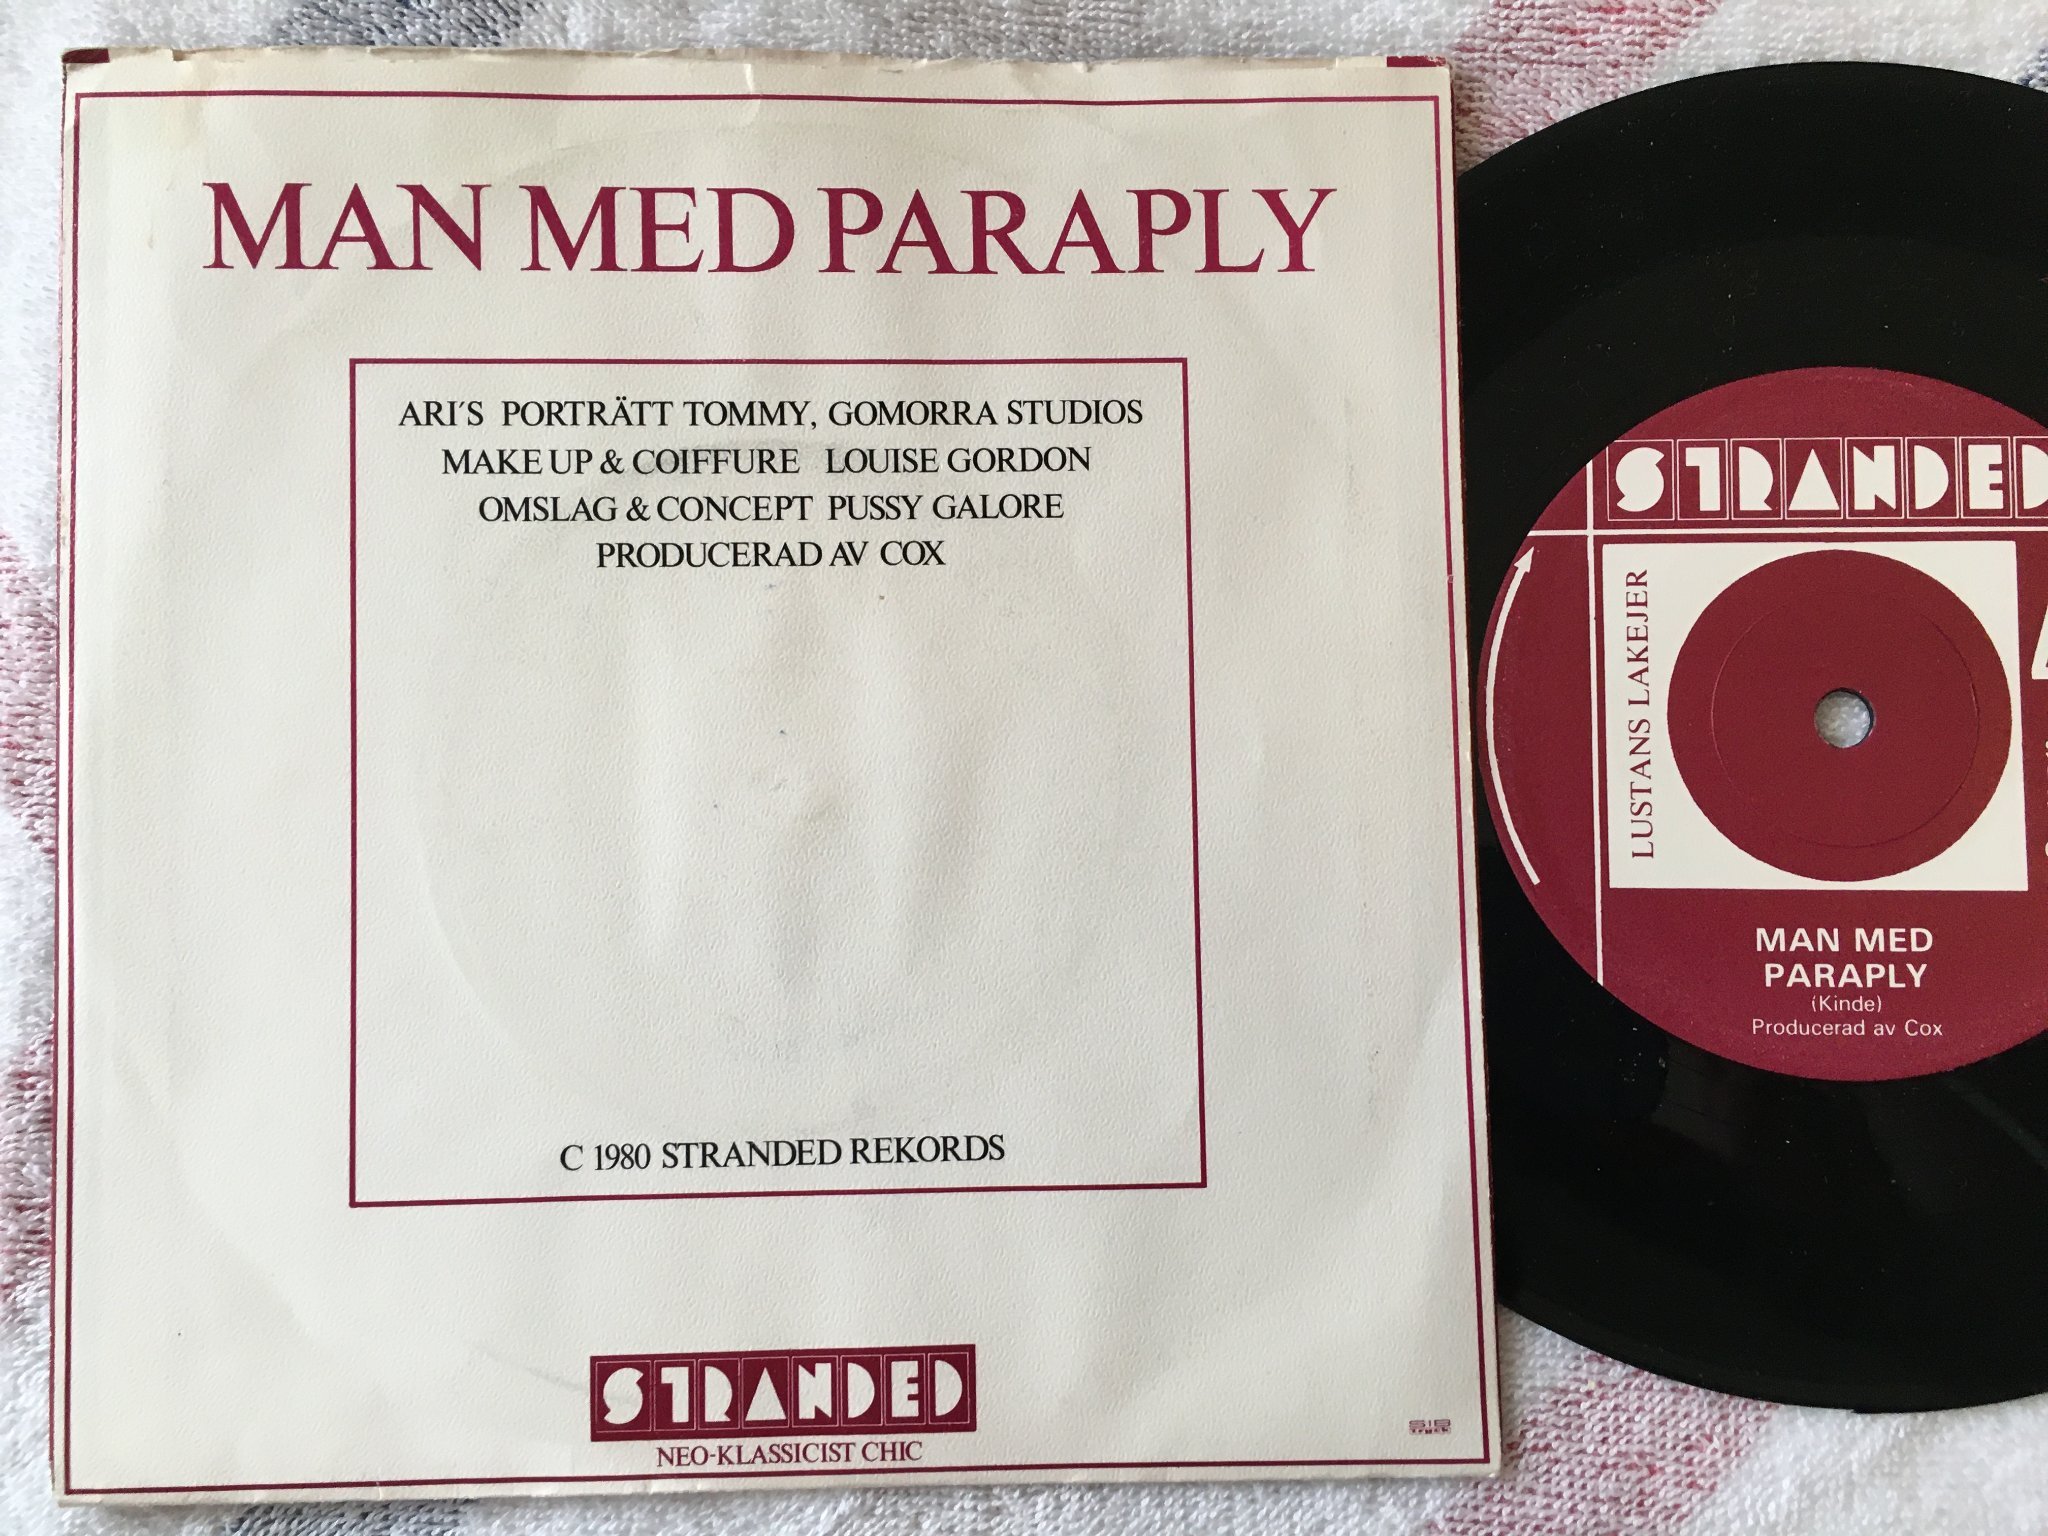 MAN MED PARAPLY
ARI´S PORTRÄTT TOMMY, GOMORRA STUDIOS
MAKE UP & COIFFURE LOUISE GORDON
OMSLAG & CONCEPT PUSSY GALORE
PRODUCERAD AV COX
C 1980 STRANDED REKORDS
STRANDED
NEO-KLASSICIST CHIC
STRANDED
LUSTANS LAKEJER
MAN MED
PARAPLY
(Kinde)
Producerad av Cox